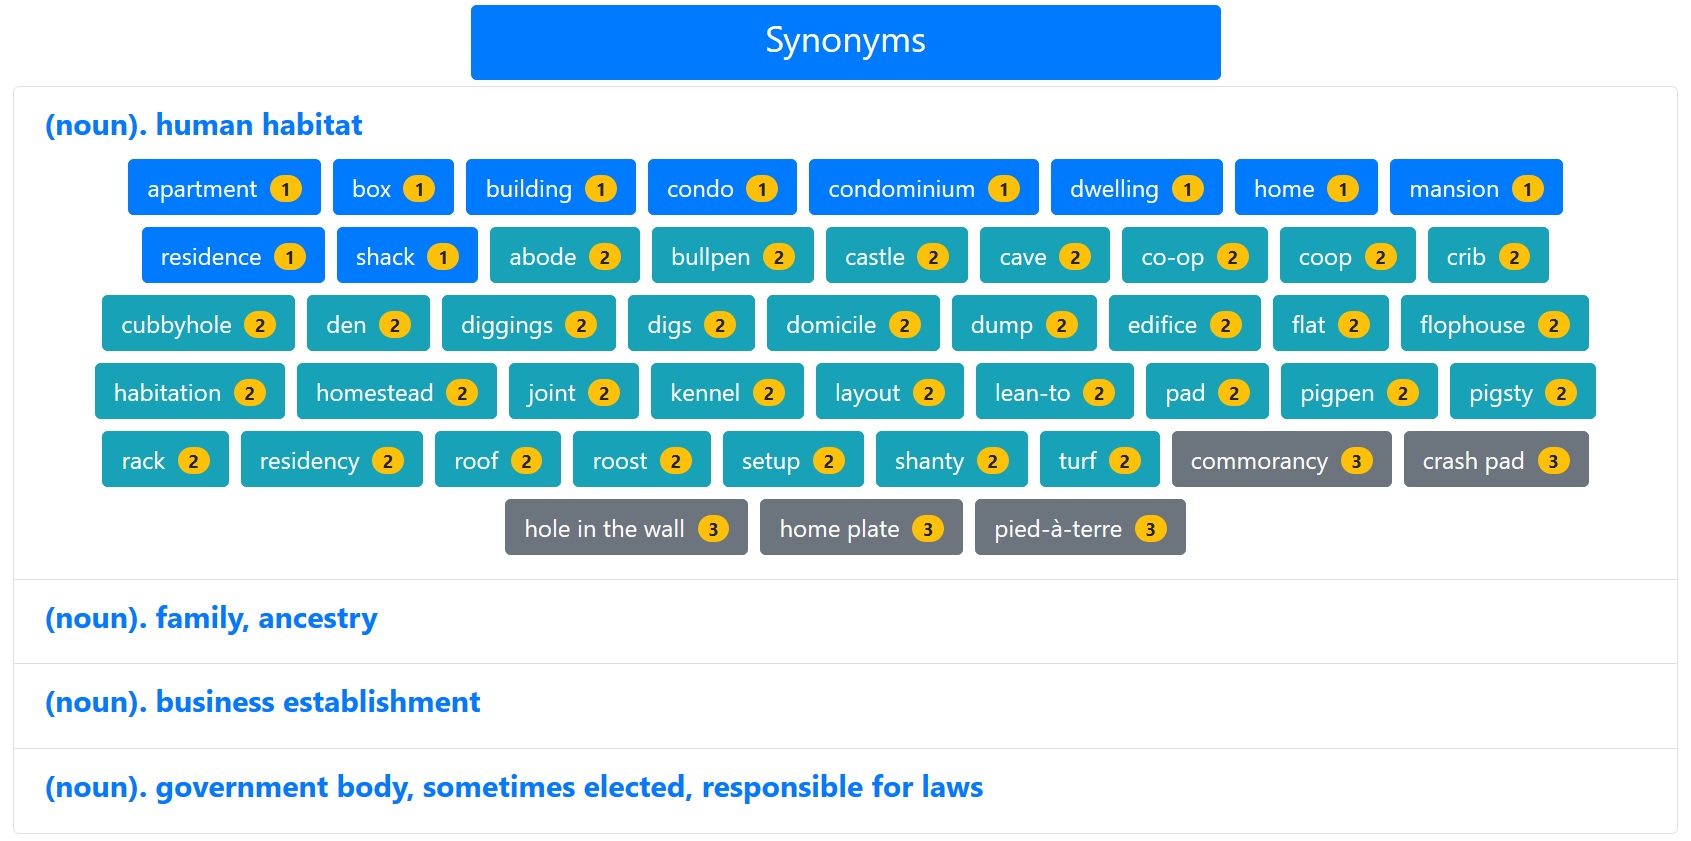 Synonyms
(noun). human habitat
apartment 1 box 1 building 1 condo 1 condominium 1 dwelling 1 home 1 mansion 1
residence 1 shack 1 abode 2 bullpen 2 castle 2 cave 2 co-op 2 coop 2 crib 2
cubbyhole 2 den 2 diggings 2 digs 2 domicile 2 dump 2 edifice 2 flat 2 flophouse 2
habitation 2 homestead 2 joint 2 kennel 2 layout 2 lean-to 2 pad 2 pigpen 2 pigsty 2
rack 2 residency 2 roof 2 roost 2 setup 2 shanty 2 turf 2 commorancy 3 crash pad 3
hole in the wall 3 home plate 3 pied-à-terre 3
(noun). family, ancestry
(noun). business establishment
(noun). government body, sometimes elected, responsible for laws